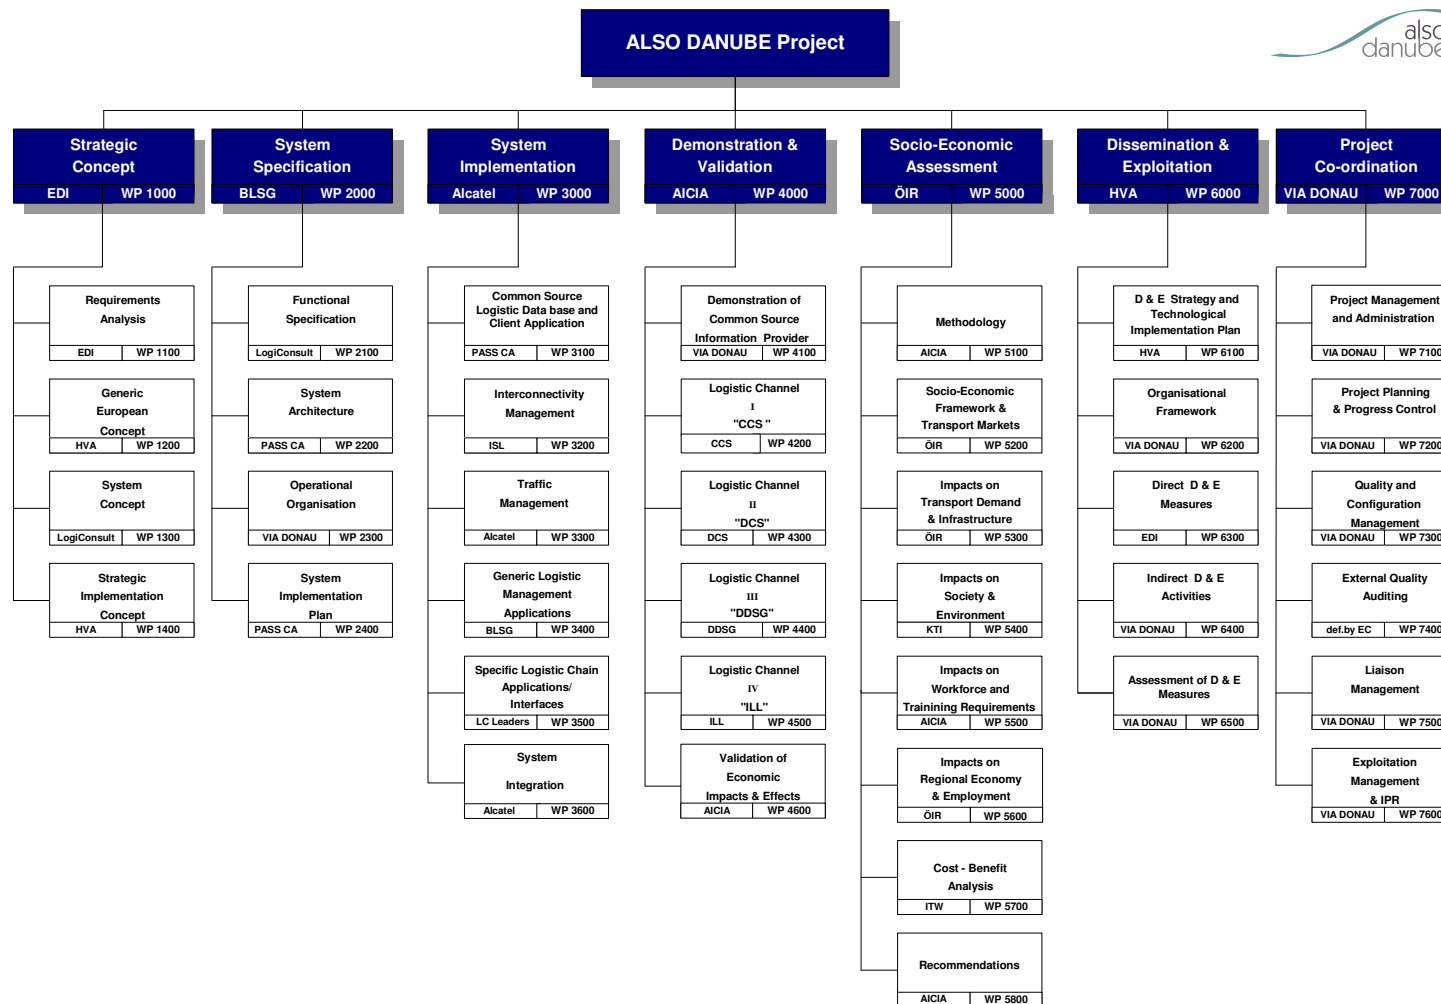 ALSO DANUBE Project
also
danube
Strategic
Concept
EDI WP 1000
Requirements
Analysis
EDI WP 1100
Generic
European
Concept
HVA WP 1200
System
Concept
LogiConsult WP 1300
Strategic
Implementation
Concept
HVA WP 1400
System
Specification
BLSG WP 2000
Functional
Specification
LogiConsult WP 2100
System
Architecture
PASS CA WP 2200
Operational
Organisation
VIA DONAU WP 2300
System
Implementation
Plan
PASS CA WP 2400
System
Implementation
Alcatel WP 3000
Common Source
Logistic Data base and
Client Application
PASS CA WP 3100
Interconnectivity
Management
ISL WP 3200
Traffic
Management
Alcatel WP 3300
Generic Logistic
Management
Applications
BLSG WP 3400
Specific Logistic Chain
Applications/
Interfaces
LC Leaders WP 3500
System
Integration
Alcatel WP 3600
Demonstration &
Validation
AICIA WP 4000
Demonstration of
Common Source
Information Provider
VIA DONAU WP 4100
Logistic Channel
I
"CCS "
CCS WP 4200
Logistic Channel
II
"DCS"
DCS WP 4300
Logistic Channel
III
"DDSG"
DDSG WP 4400
Logistic Channel
IV
"ILL"
ILL WP 4500
Validation of
Economic
Impacts & Effects
AICIA WP 4600
Socio-Economic
Assessment
ÖIR WP 5000
Methodology
AICIA WP 5100
Socio-Economic
Framework &
Transport Markets
ÖIR WP 5200
Impacts on
Transport Demand
& Infrastructure
ÖIR WP 5300
Impacts on
Society &
Environment
KTI WP 5400
Impacts on
Workforce and
Trainining Requirements
AICIA WP 5500
Impacts on
Regional Economy
& Employment
ÖIR WP 5600
Cost - Benefit
Analysis
ITW WP 5700
Recommendations
AICIA WP 5800
Dissemination &
Exploitation
HVA WP 6000
D & E Strategy and
Technological
Implementation Plan
HVA WP 6100
Organisational
Framework
VIA DONAU WP 6200
Direct D & E
Measures
EDI WP 6300
Indirect D & E
Activities
VIA DONAU WP 6400
Assessment of D & E
Measures
VIA DONAU WP 6500
Project
Co-ordination
VIA DONAU WP 7000
Project Management
and Administration
VIA DONAU WP 7100
Project Planning
& Progress Control
VIA DONAU WP 7200
Quality and
Configuration
Management
VIA DONAU WP 7300
External Quality
Auditing
def.by EC WP 7400
Liaison
Management
VIA DONAU WP 7500
Exploitation
Management
& IPR
VIA DONAU WP 7600